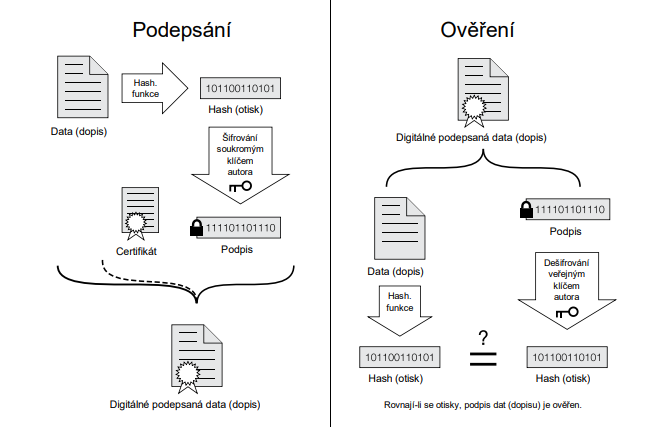 Podepsání
Data (dopis)
Hash.
funkce
101100110101
Hash (otisk)
Šifrování
soukromým
klíčem
autora
Certifikát
111101101110
Podpis
Digitálné podepsaná data (dopis)
Ověření
Digitálné podepsaná data (dopis)
Data (dopis)
111101101110
Podpis
Hash.
funkce
Dešifrování
veřejným
klíčem
autora
101100110101
Hash (otisk)
?
101100110101
Hash (otisk)
Rovnají-li se otisky, podpis dat (dopisu) je ověřen.